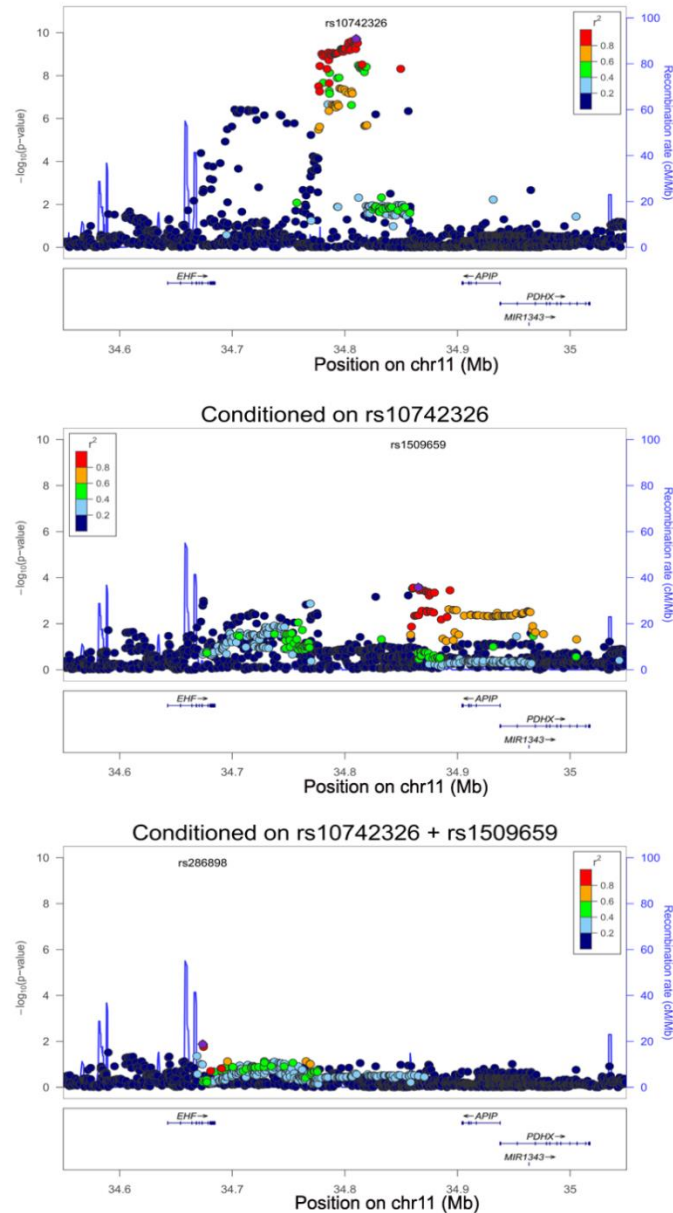 rs10742326
10
8
6
4
2
0
−log10(p−value)
r²
0.8
0.6
0.4
0.2
100
80
60
40
20
0
Recombination rate (cM/Mb)
EHF→
←APIP
PDHX→
MIR1343→
34.6 34.7 34.8 34.9 35
Position on chr11 (Mb)
Conditioned on rs10742326
rs1509659
10
8
6
4
2
0
−log10(p−value)
r²
0.8
0.6
0.4
0.2
100
80
60
40
20
0
Recombination rate (cM/Mb)
EHF→
←APIP
PDHX→
MIR1343→
34.6 34.7 34.8 34.9 35
Position on chr11 (Mb)
Conditioned on rs10742326 + rs1509659
rs286898
10
8
6
4
2
0
−log10(p−value)
r²
0.8
0.6
0.4
0.2
100
80
60
40
20
0
Recombination rate (cM/Mb)
EHF→
←APIP
PDHX→
MIR1343→
34.6 34.7 34.8 34.9 35
Position on chr11 (Mb)